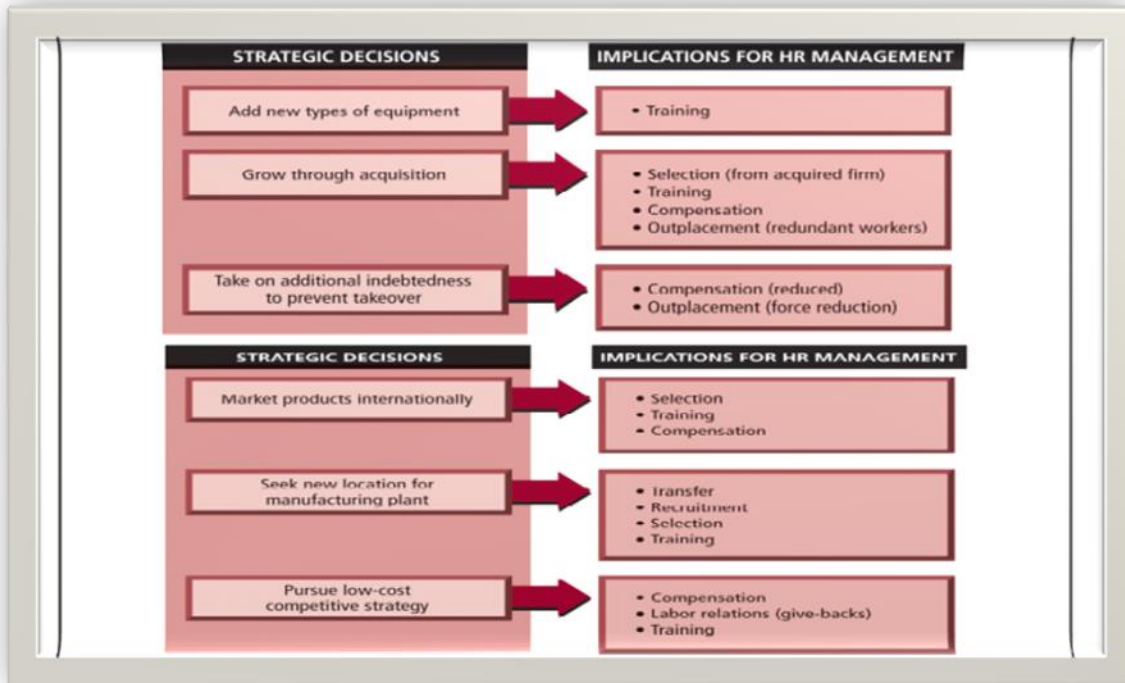 STRATEGIC DECISIONS
IMPLICATIONS FOR HR MANAGEMENT
Add new types of equipment
• Training
Grow through acquisition
• Selection (from acquired firm)
• Training
• Compensation
• Outplacement (redundant workers)
Take on additional indebtedness
to prevent takeover
• Compensation (reduced)
• Outplacement (force reduction)
STRATEGIC DECISIONS
IMPLICATIONS FOR HR MANAGEMENT
Market products internationally
• Selection
• Training
• Compensation
Seek new location for
manufacturing plant
• Transfer
• Recruitment
• Selection
• Training
Pursue low-cost
competitive strategy
• Compensation
• Labor relations (give-backs)
• Training